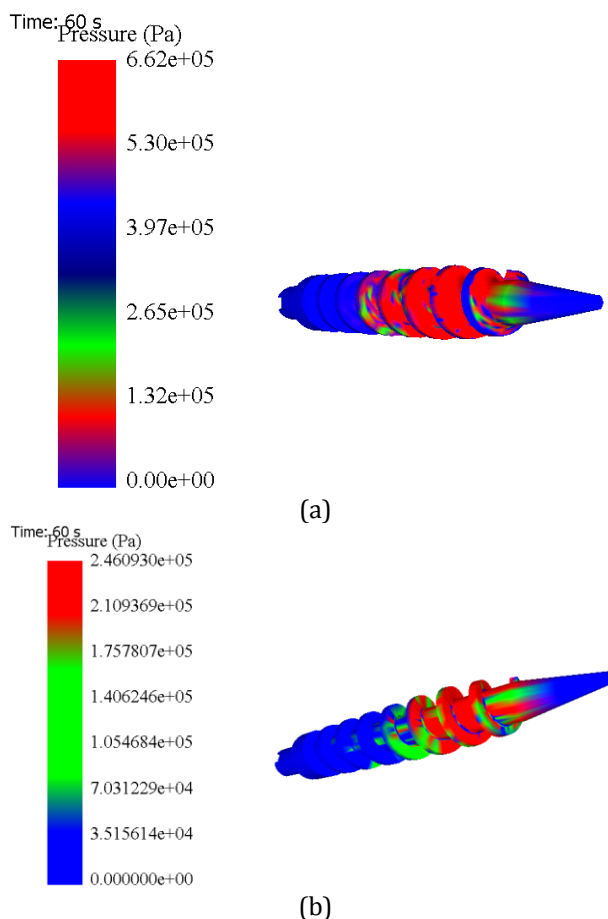 Time: 60 s
Pressure (Pa)
6.62e+05
5.30e+05
3.97e+05
2.65e+05
1.32e+05
0.00e+00
(a)
Time: 60 s
Pressure (Pa)
2.460930e+05
2.109369e+05
1.757807e+05
1.406246e+05
1.054684e+05
7.031229e+04
3.515614e+04
0.000000e+00
(b)